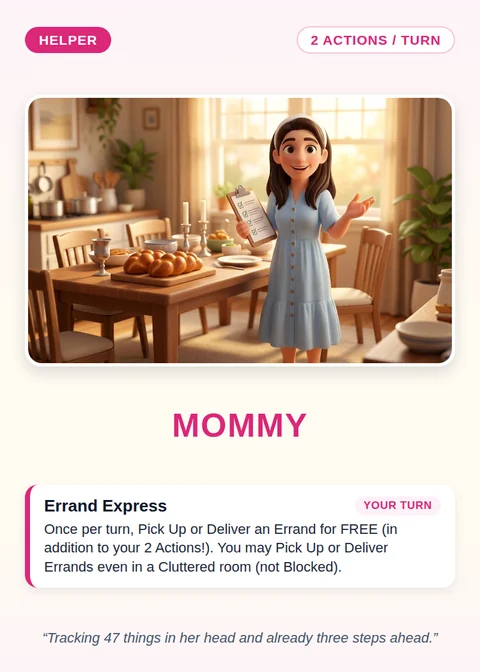 HELPER
2 ACTIONS / TURN
MOMMY
Errand Express
YOUR TURN
Once per turn, Pick Up or Deliver an Errand for FREE (in
addition to your 2 Actions!). You may Pick Up or Deliver
Errands even in a Cluttered room (not Blocked).
“Tracking 47 things in her head and already three steps ahead.”